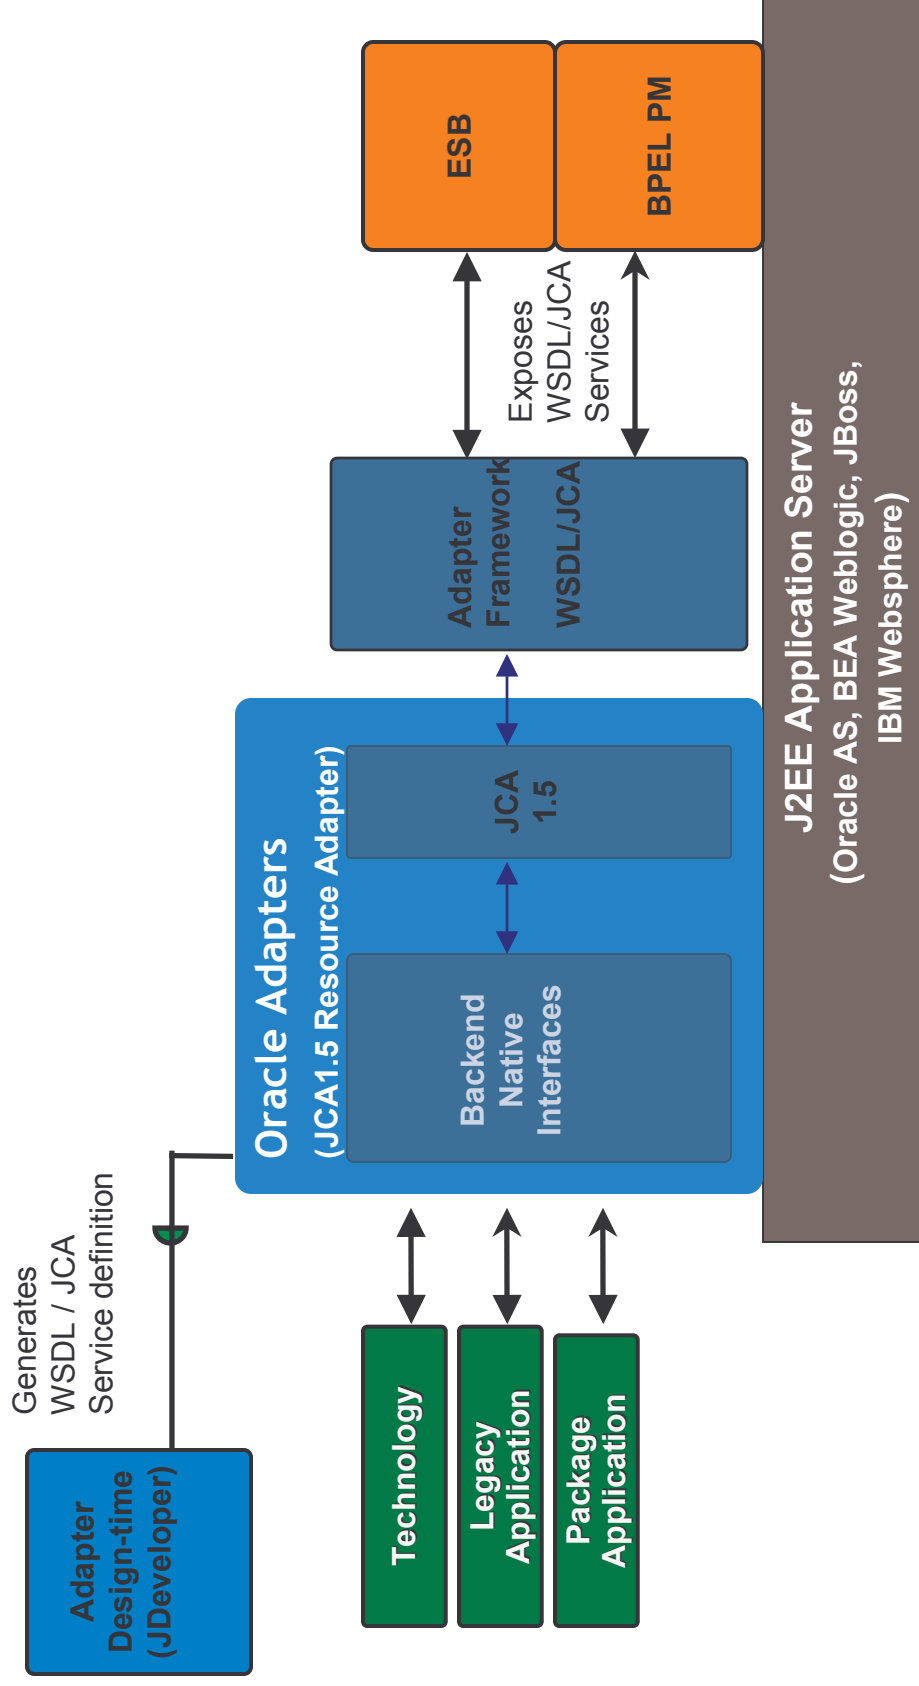 Adapter
Design-time
(JDeveloper)
Generates
WSDL / JCA
Service definition
Technology
Legacy
Application
Package
Application
Oracle Adapters
(JCA1.5 Resource Adapter)
Backend
Native
Interfaces
JCA
1.5
Adapter
Framework
WSDL/JCA
Exposes
WSDL/JCA
Services
ESB
BPEL PM
J2EE Application Server
(Oracle AS, BEA Weblogic, JBoss,
IBM Websphere)